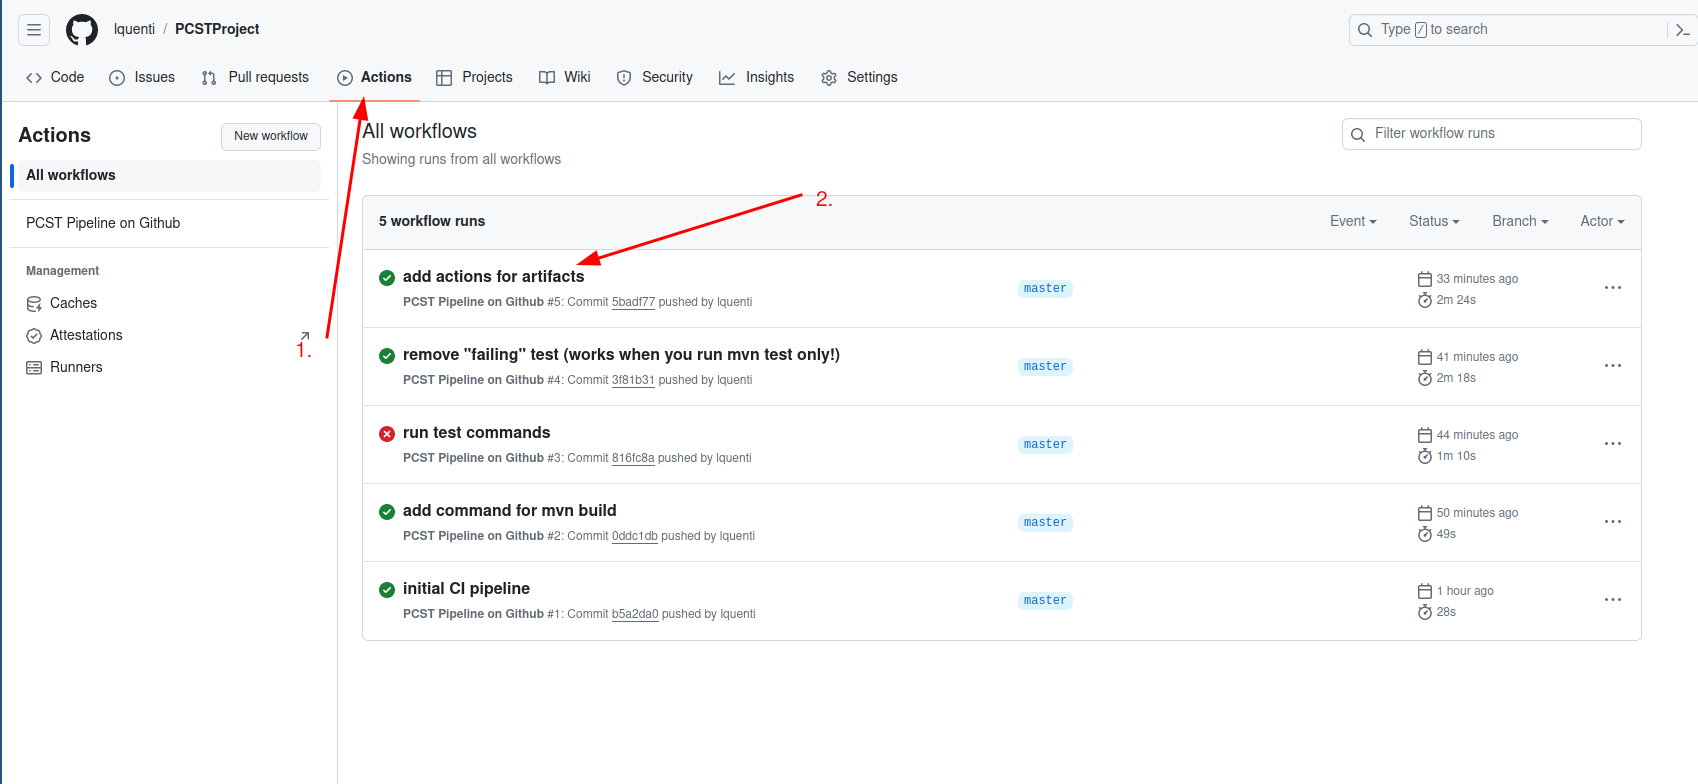 lquenti / PCSTProject
Type / to search
Code Issues Pull requests Actions Projects Wiki Security Insights Settings
Actions
New workflow
All workflows
PCST Pipeline on Github
Management
Caches
Attestations
Runners
1.
All workflows
Showing runs from all workflows
Filter workflow runs
2.
5 workflow runs
Event Status Branch Actor
add actions for artifacts
PCST Pipeline on Github #5: Commit 5badf77 pushed by lquenti
master
33 minutes ago
2m 24s
remove "failing" test (works when you run mvn test only!)
PCST Pipeline on Github #4: Commit 3f81b31 pushed by lquenti
master
41 minutes ago
2m 18s
run test commands
PCST Pipeline on Github #3: Commit 816fc8a pushed by lquenti
master
44 minutes ago
1m 10s
add command for mvn build
PCST Pipeline on Github #2: Commit 0ddc1db pushed by lquenti
master
50 minutes ago
49s
initial CI pipeline
PCST Pipeline on Github #1: Commit b5a2da0 pushed by lquenti
master
1 hour ago
28s